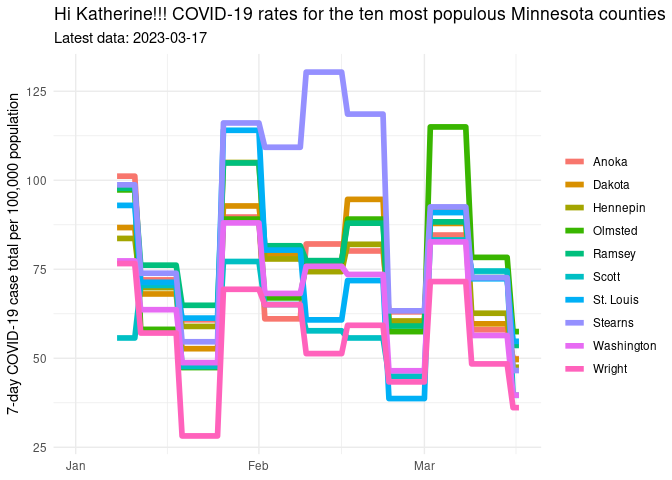 Hi Katherine!!! COVID-19 rates for the ten most populous Minnesota counties
Latest data: 2023-03-17
7-day COVID-19 case total per 100,000 population
125
100
75
50
25
Jan
Feb
Mar
Anoka
Dakota
Hennepin
Olmsted
Ramsey
Scott
St. Louis
Stearns
Washington
Wright